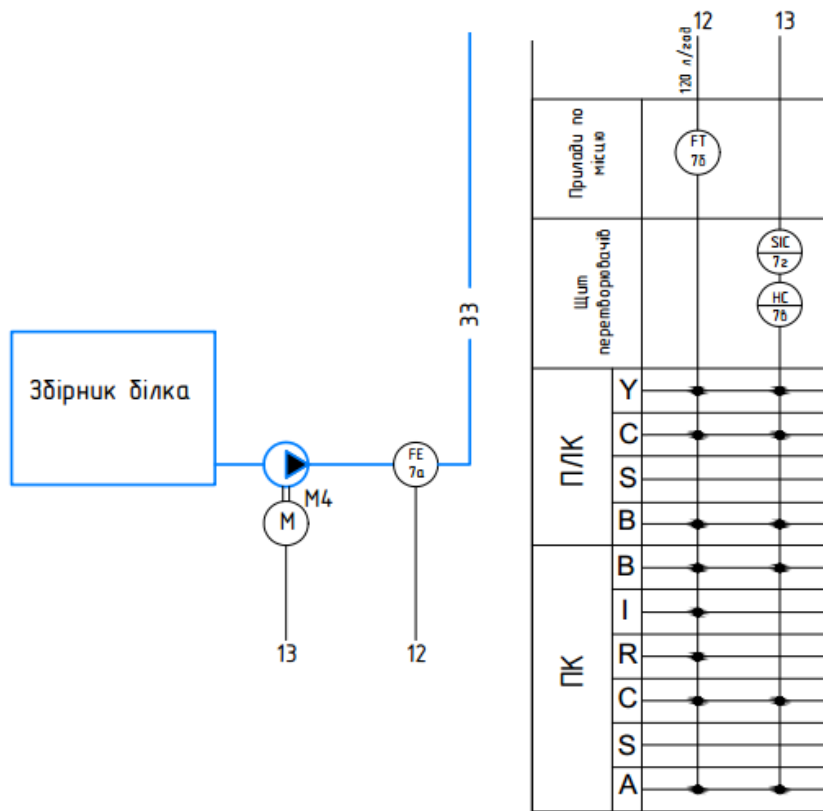 Збірник білка
M4
M
FE
7а
33
13
12
12
13
120 л/год
Прилади по
місцю
FT
7б
Щит
перетворювачів
SIC
7г
HC
7в
ПЛК
Y
C
S
B
ПК
B
I
R
C
S
A